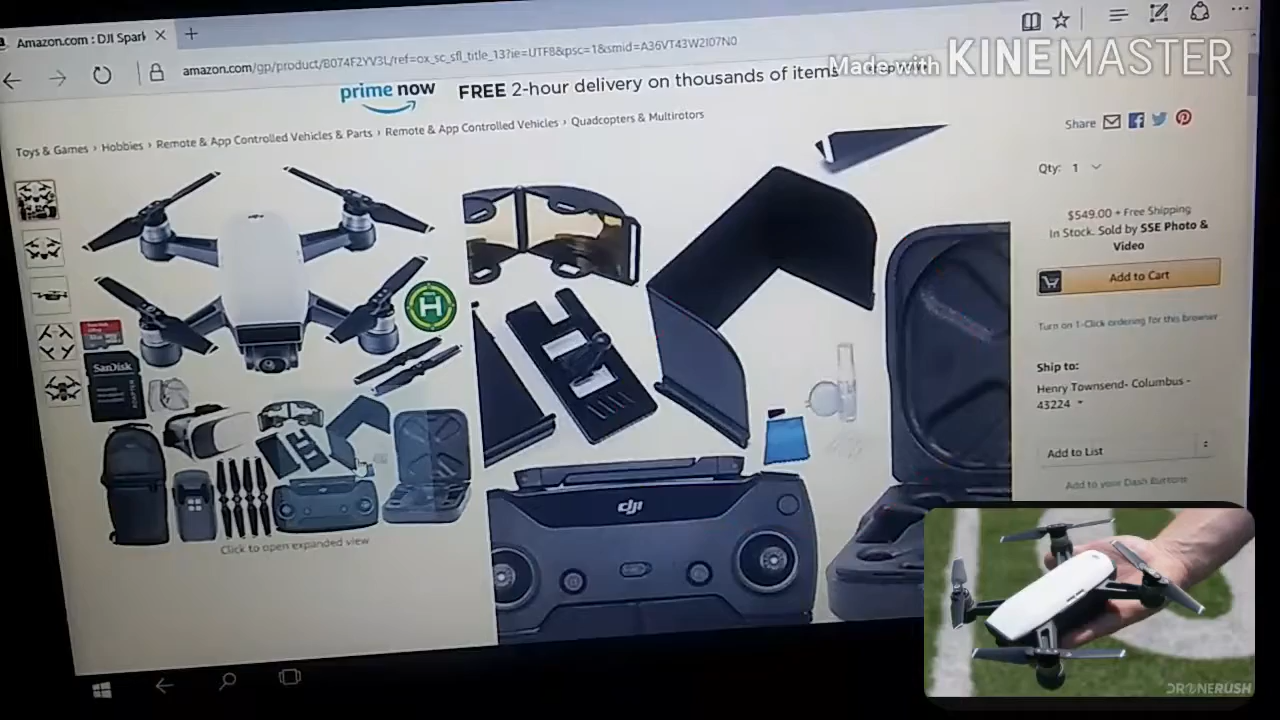 Amazon.com : DJI Spark
amazon.com/gp/product/B074F2YV3L/ref=ox_sc_sfl_title_13?ie=UTF8&psc=1&smid=A36VT43W2I07N0
Made with KINEMASTER
prime now
FREE 2-hour delivery on thousands of items
Toys & Games › Hobbies › Remote & App Controlled Vehicles & Parts › Remote & App Controlled Vehicles › Quadcopters & Multirotors
Share
Qty: 1
$549.00 + Free Shipping
In Stock. Sold by SSE Photo &
Video
Add to Cart
Turn on 1-Click ordering for this browser
Ship to:
Henry Townsend- Columbus -
43224
Add to List
Add to your Dash Buttons
H
SanDisk
ADAPTER
dji
Click to open expanded view
DRONERUSH